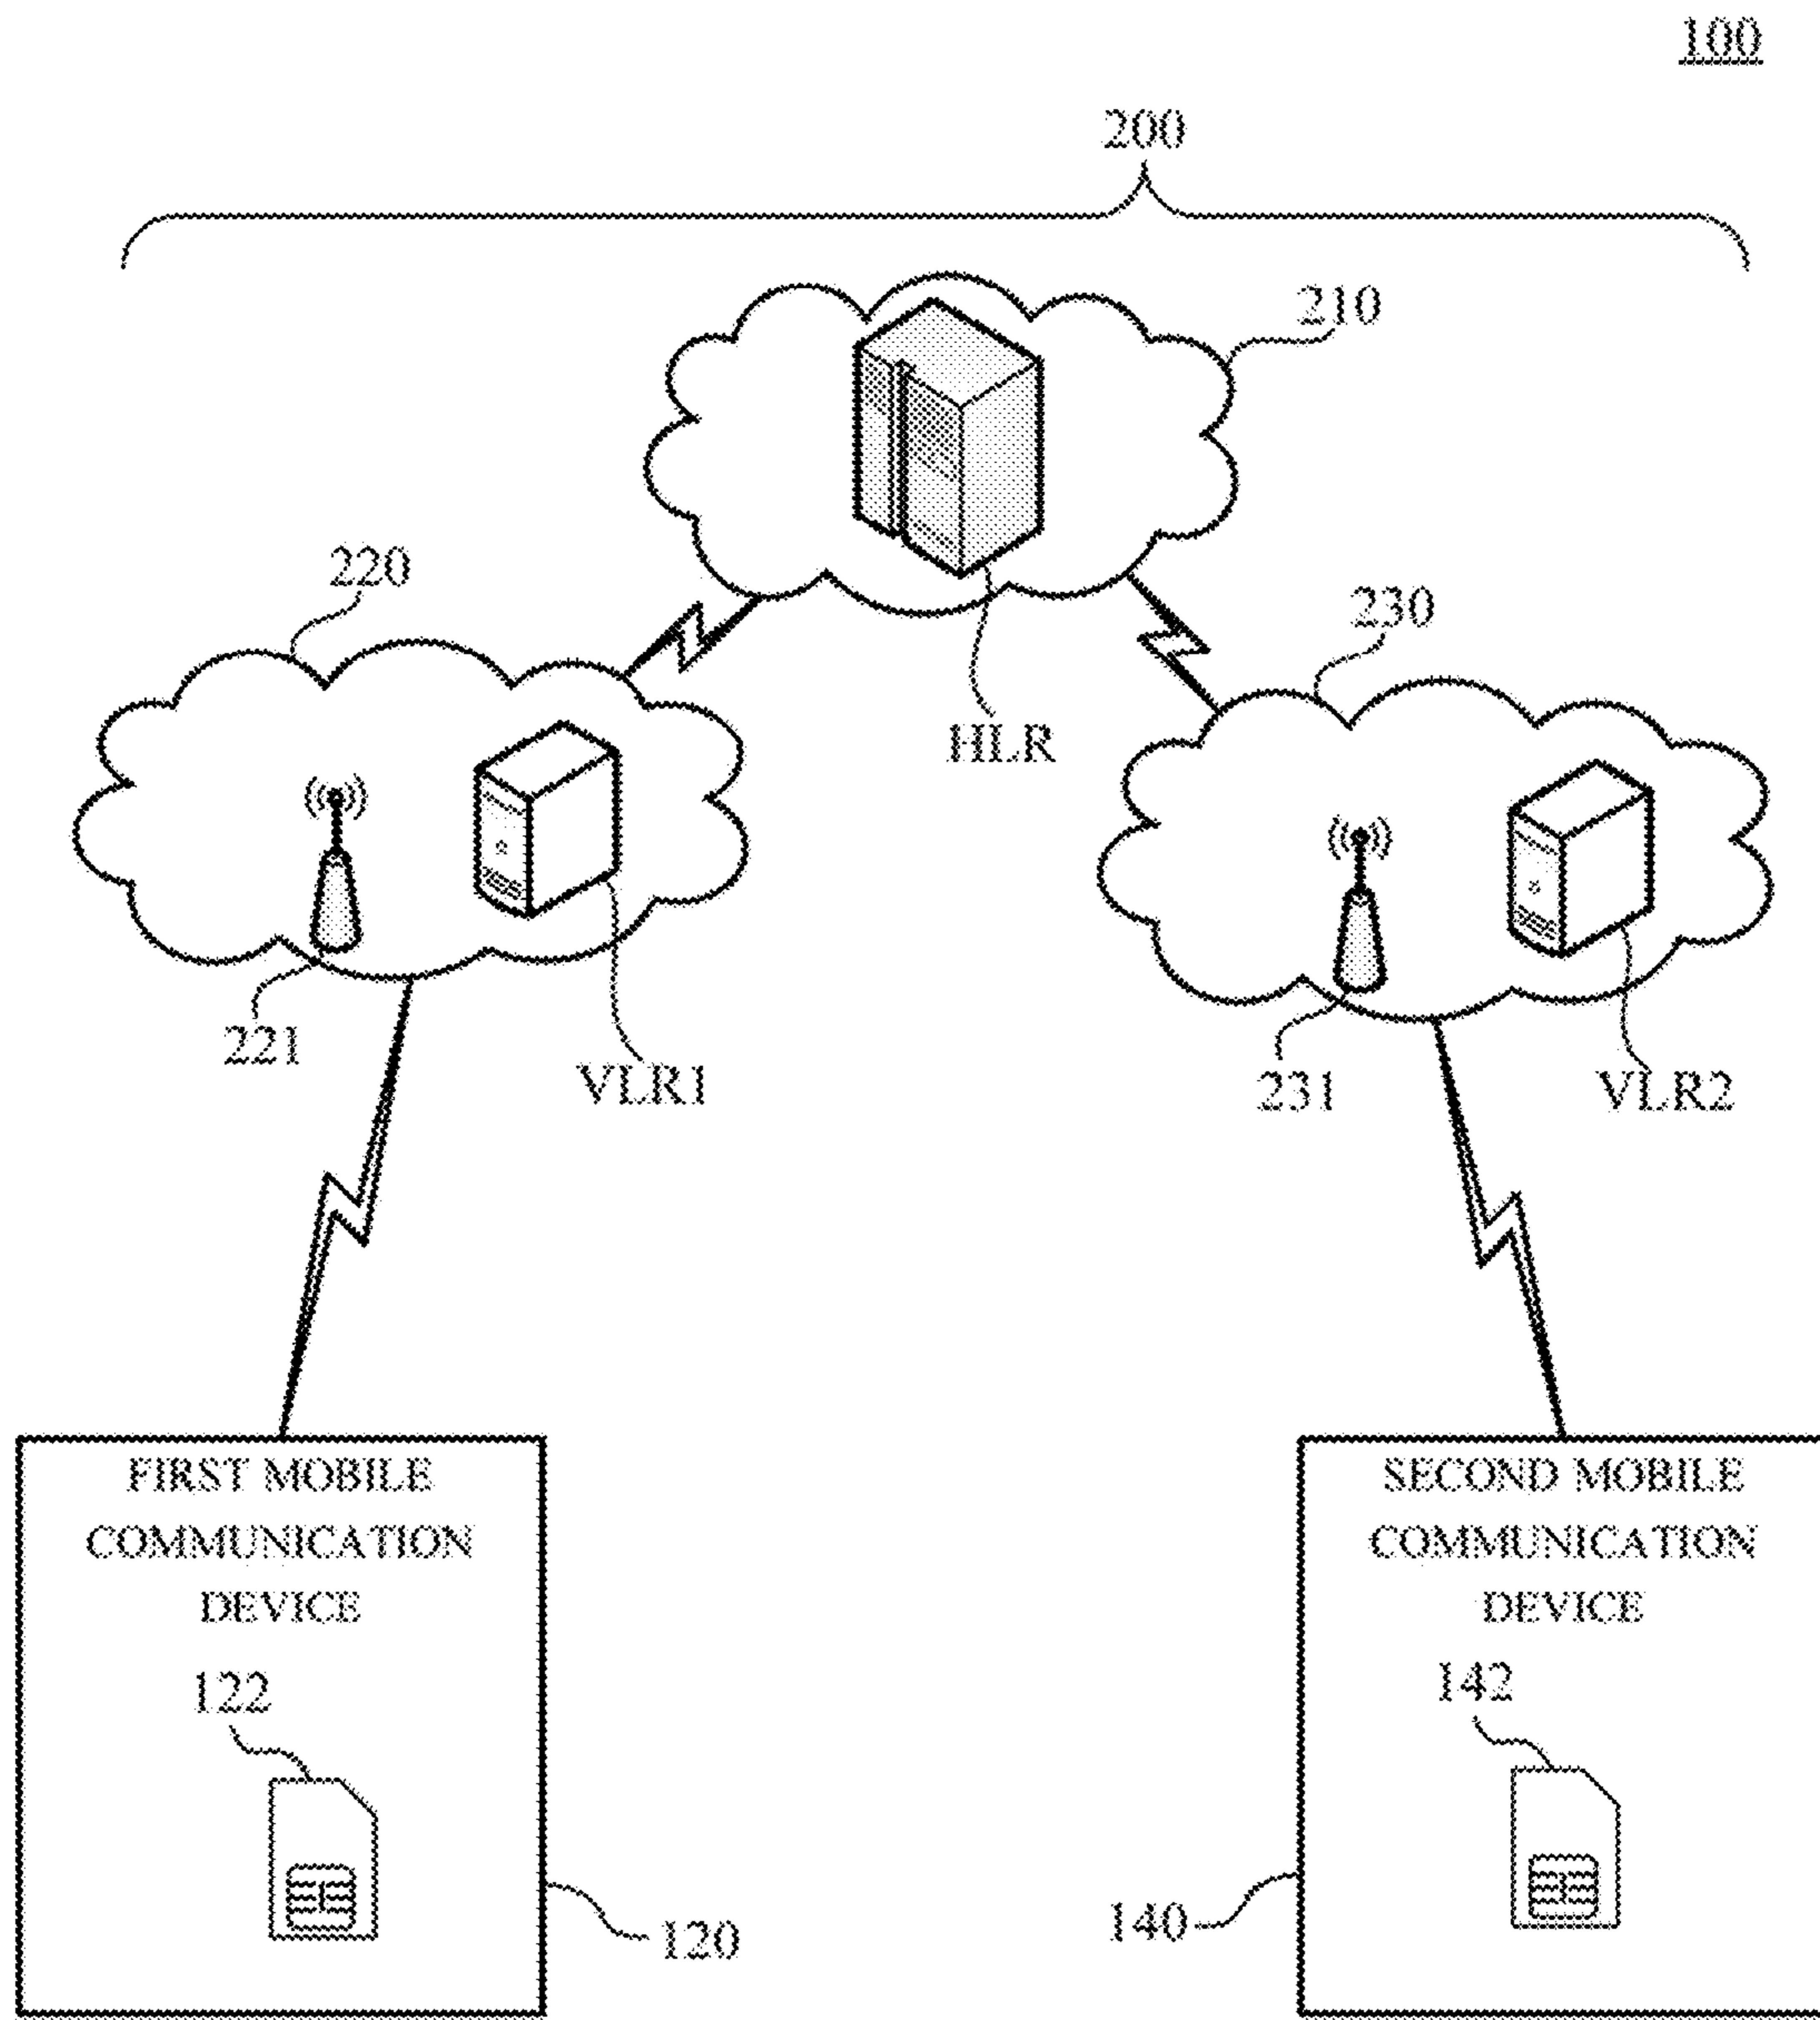 100
200
210
220
230
HLR
221
VLR1
231
VLR2
FIRST MOBILE
COMMUNICATION
DEVICE
122
120
SECOND MOBILE
COMMUNICATION
DEVICE
142
140